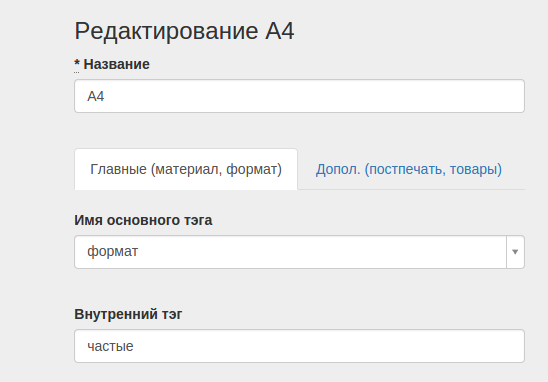 Редактирование А4
* Название
А4
Главные (материал, формат)
Допол. (постпечать, товары)
Имя основного тэга
формат
Внутренний тэг
частые